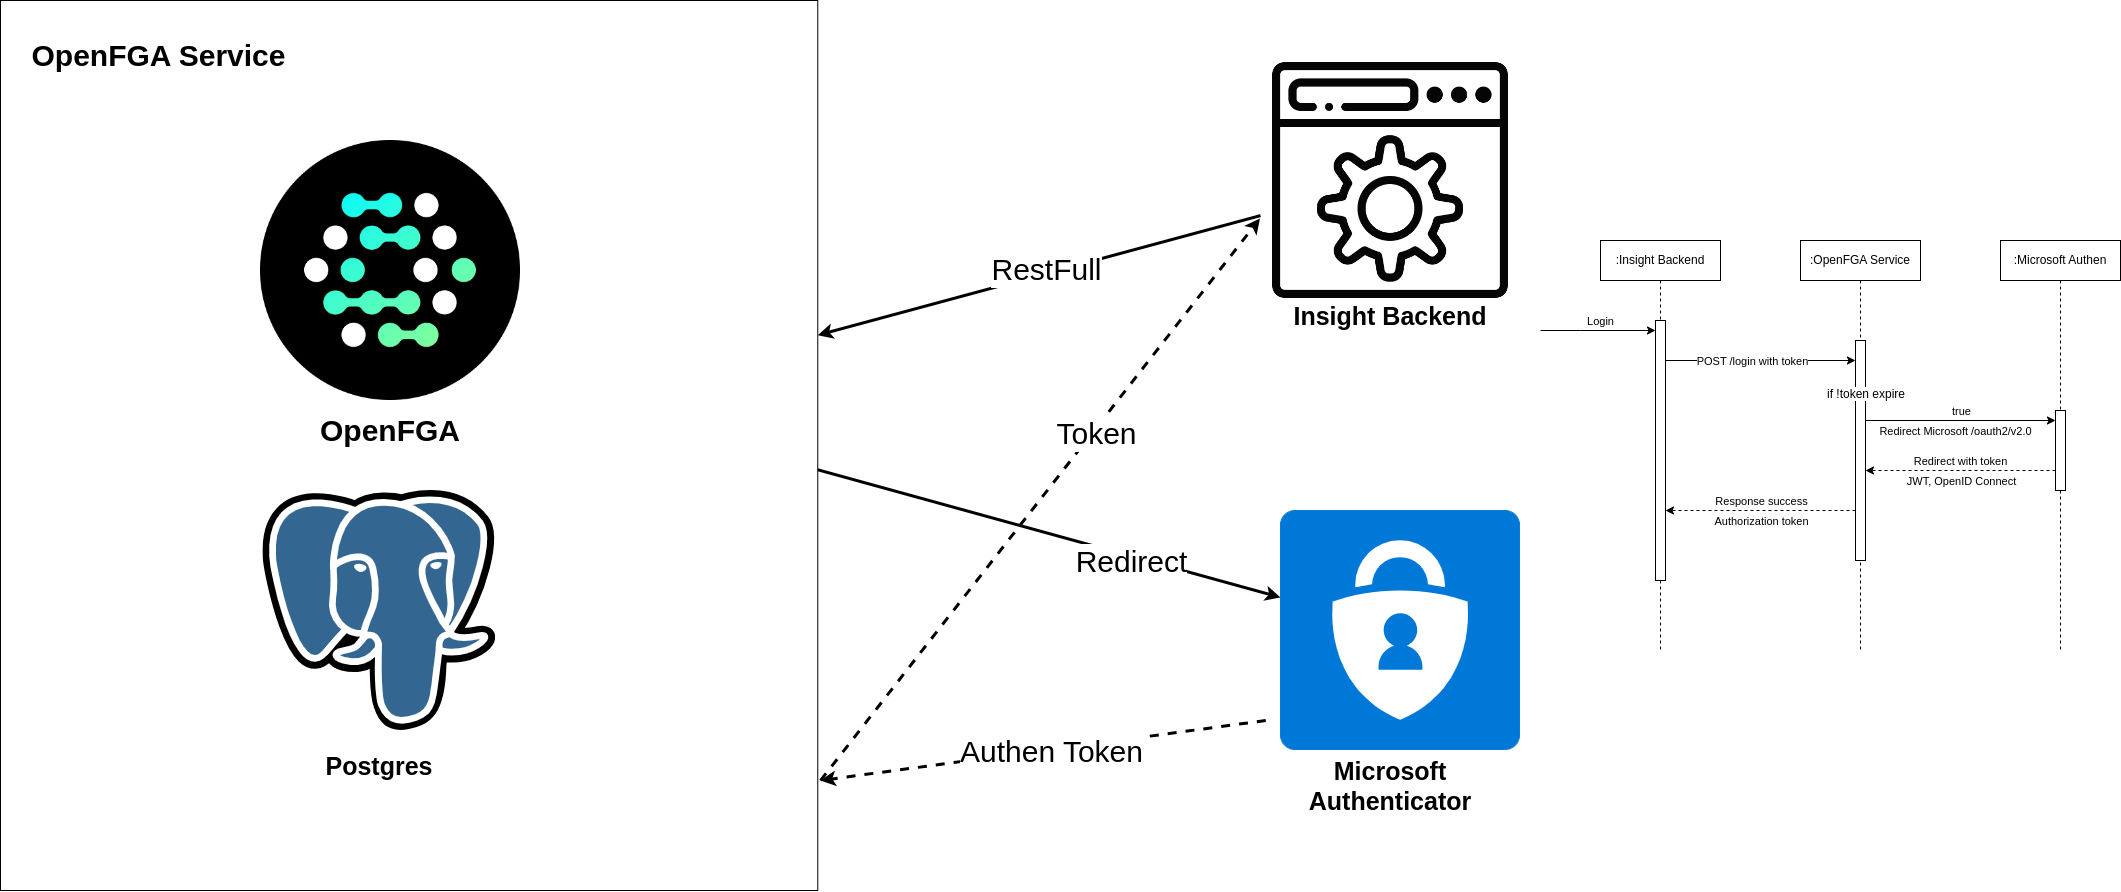 OpenFGA Service
OpenFGA
Postgres
RestFull
Token
Redirect
Authen Token
Insight Backend
Microsoft
Authenticator
:Insight Backend
:OpenFGA Service
:Microsoft Authen
Login
POST /login with token
if !token expire
true
Redirect Microsoft /oauth2/v2.0
Redirect with token
JWT, OpenID Connect
Response success
Authorization token